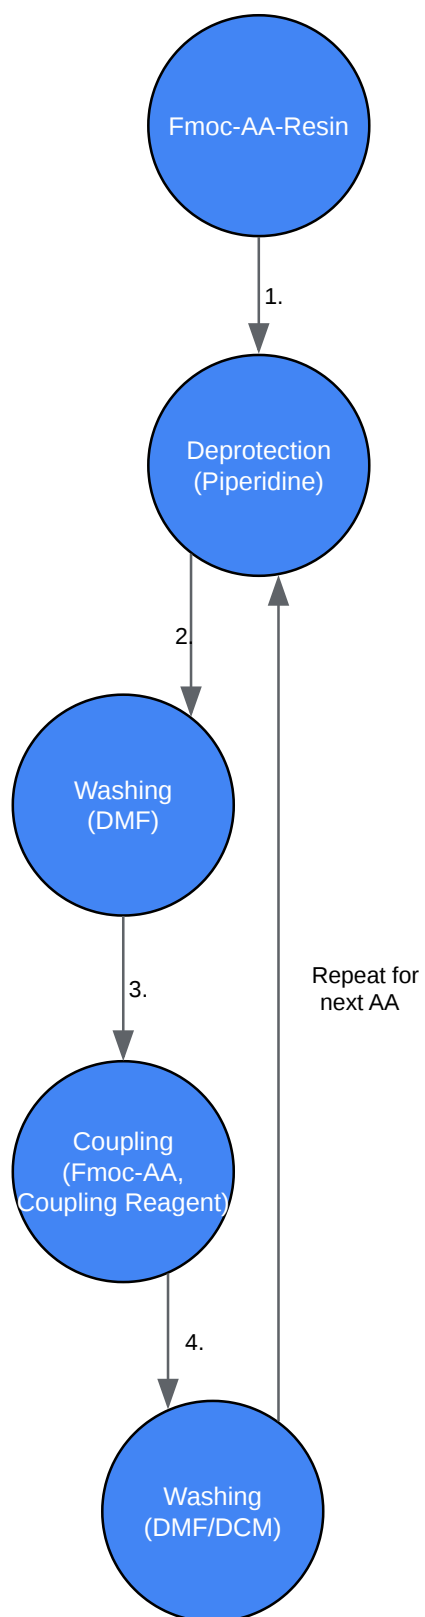 Fmoc-AA-Resin
1.
Deprotection
(Piperidine)
2.
Washing
(DMF)
3.
Repeat for
next AA
Coupling
(Fmoc-AA,
Coupling Reagent)
4.
Washing
(DMF/DCM)